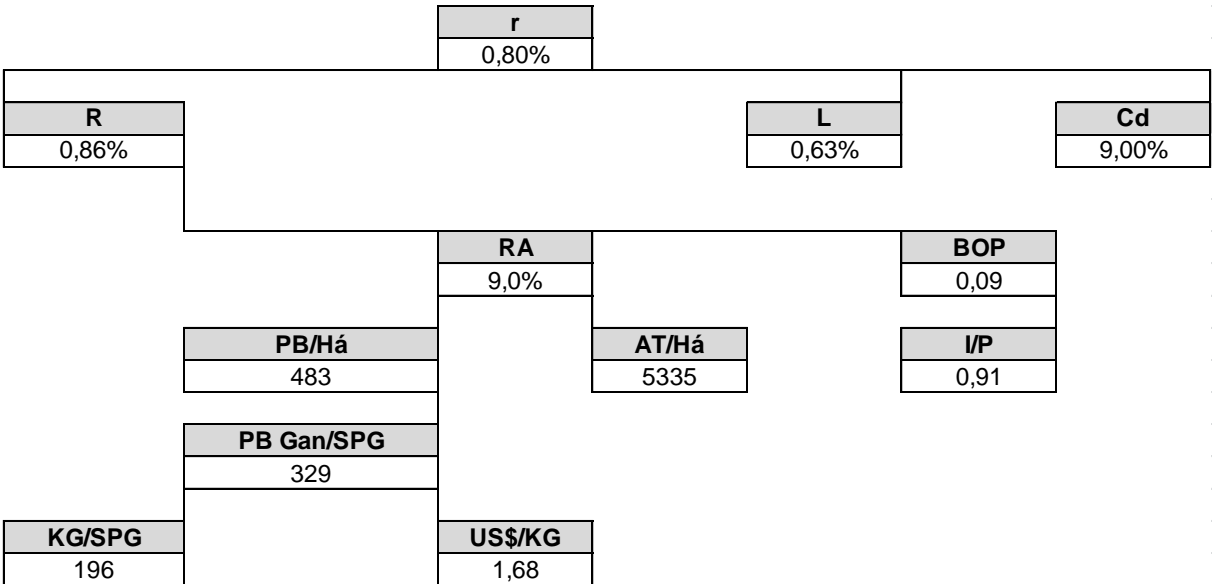 r
0,80%
R L Cd
0,86% 0,63% 9,00%
RA BOP
9,0% 0,09
PB/Há AT/Há I/P
483 5335 0,91
PB Gan/SPG
329
KG/SPG US$/KG
196 1,68